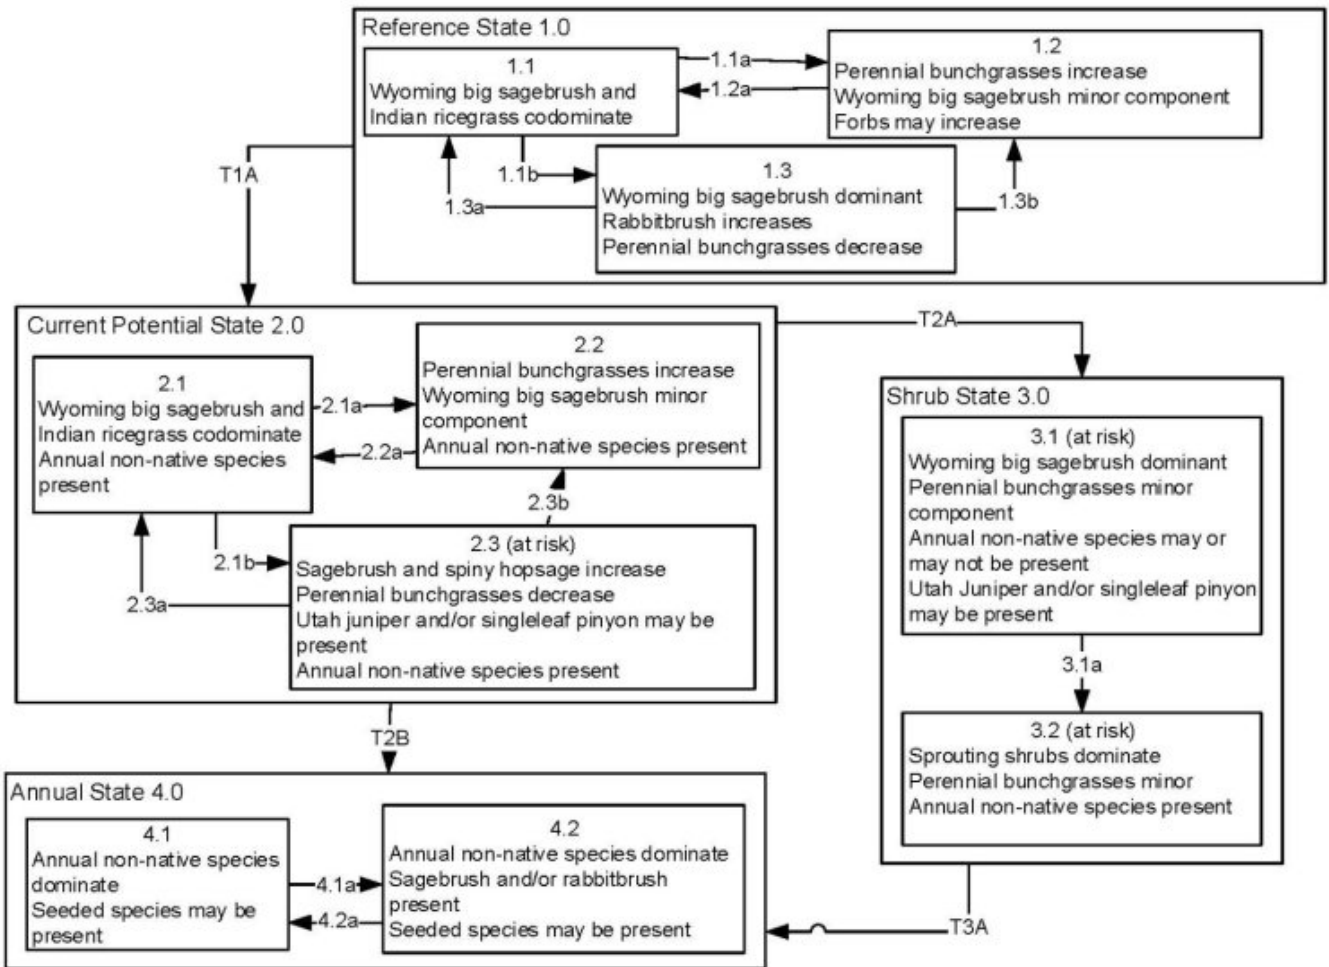 Reference State 1.0
1.1
Wyoming big sagebrush and
Indian ricegrass codominate
1.1a
1.2a
1.2
Perennial bunchgrasses increase
Wyoming big sagebrush minor component
Forbs may increase
1.1b
1.3a
1.3
Wyoming big sagebrush dominant
Rabbitbrush increases
Perennial bunchgrasses decrease
1.3b
T1A
Current Potential State 2.0
2.1
Wyoming big sagebrush and
Indian ricegrass codominate
Annual non-native species
present
2.1a
2.2a
2.2
Perennial bunchgrasses increase
Wyoming big sagebrush minor
component
Annual non-native species present
2.3b
2.1b
2.3a
2.3 (at risk)
Sagebrush and spiny hopsage increase
Perennial bunchgrasses decrease
Utah juniper and/or singleleaf pinyon may be
present
Annual non-native species present
T2A
Shrub State 3.0
3.1 (at risk)
Wyoming big sagebrush dominant
Perennial bunchgrasses minor
component
Annual non-native species may or
may not be present
Utah Juniper and/or singleleaf pinyon
may be present
3.1a
3.2 (at risk)
Sprouting shrubs dominate
Perennial bunchgrasses minor
Annual non-native species present
T2B
Annual State 4.0
4.1
Annual non-native species
dominate
Seeded species may be
present
4.1a
4.2a
4.2
Annual non-native species dominate
Sagebrush and/or rabbitbrush
present
Seeded species may be present
T3A